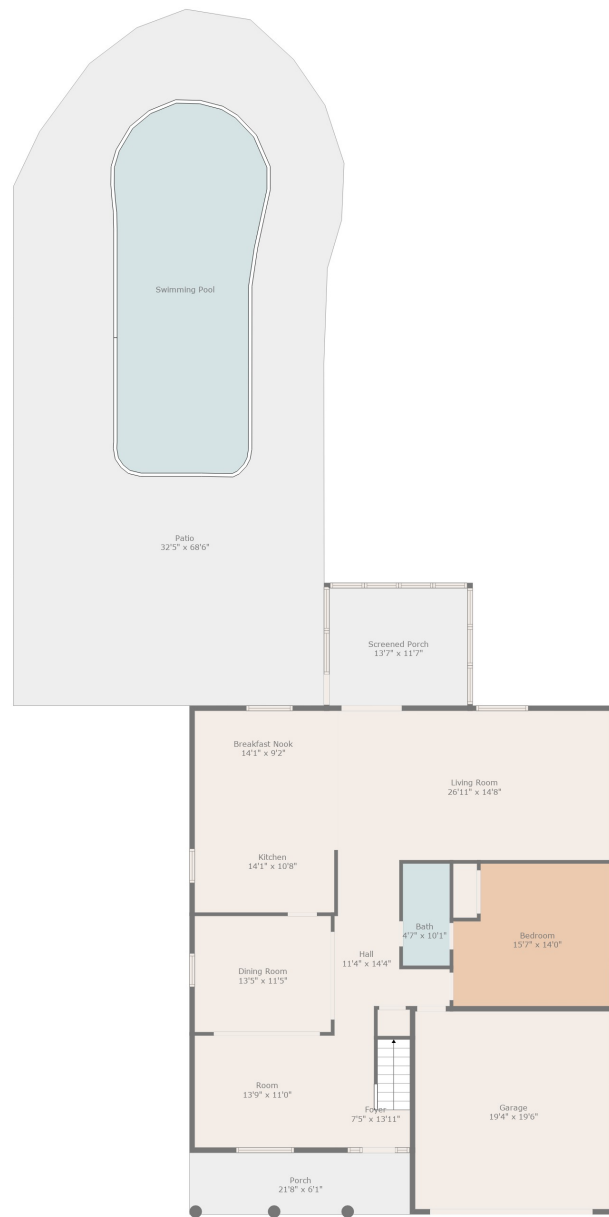 Swimming Pool
Patio
32'5" x 68'6"
Screened Porch
13'7" x 11'7"
Breakfast Nook
14'1" x 9'2"
Living Room
26'11" x 14'8"
Kitchen
14'1" x 10'8"
Bath
4'7" x 10'1"
Bedroom
15'7" x 14'0"
Hall
11'4" x 14'4"
Dining Room
13'5" x 11'5"
Room
13'9" x 11'0"
Foyer
7'5" x 13'11"
Garage
19'4" x 19'6"
Porch
21'8" x 6'1"